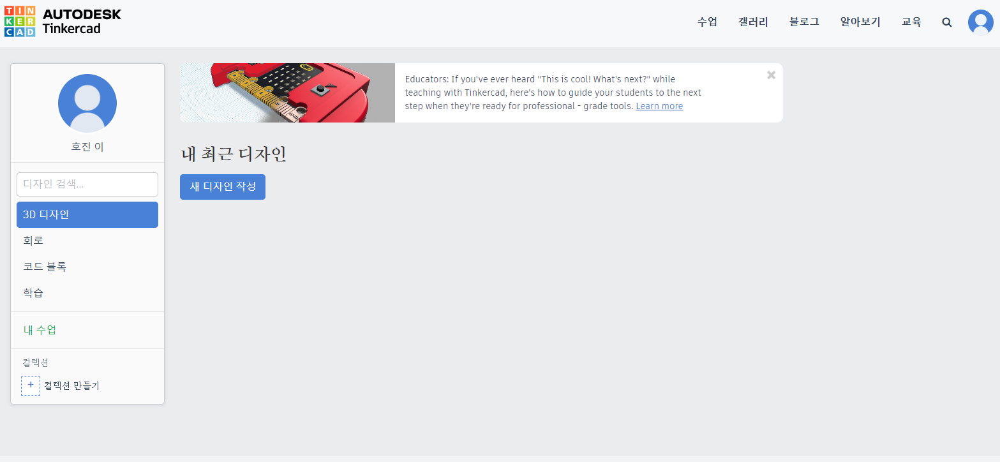 TIN
KER
CAD
AUTODESK
Tinkercad
수업 갤러리 블로그 알아보기 교육
호진 이
디자인 검색...
3D 디자인
회로
코드 블록
학습
내 수업
컬렉션
+ 컬렉션 만들기
Educators: If you've ever heard "This is cool! What's next?" while
teaching with Tinkercad, here's how to guide your students to the next
step when they're ready for professional - grade tools. Learn more
내 최근 디자인
새 디자인 작성